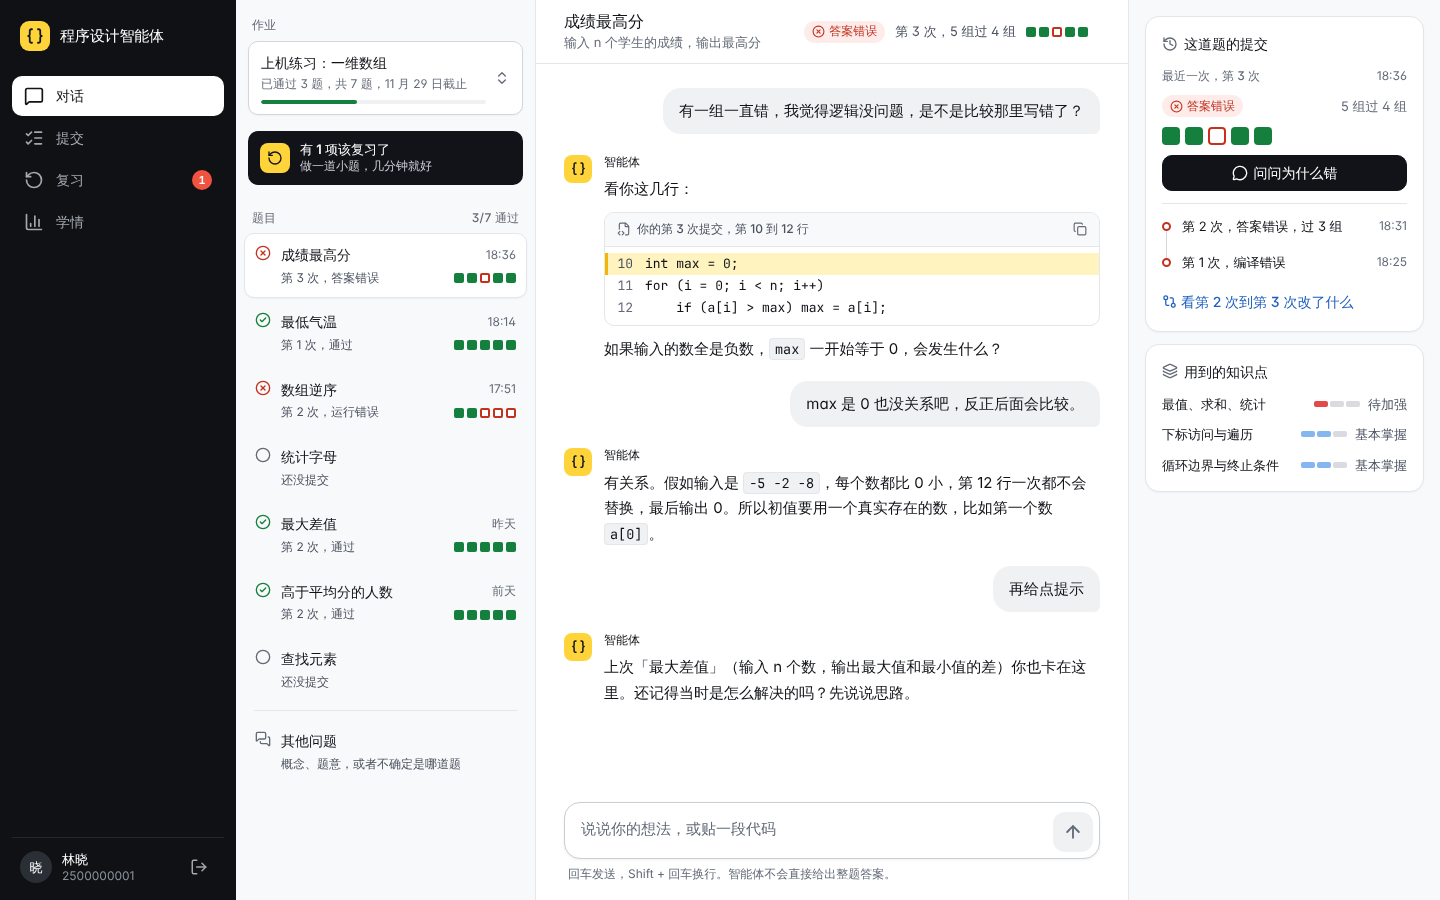 { } 程序设计智能体
对话
提交
复习 1
学情
晓 林晓
2500000001
作业
上机练习：一维数组
已通过 3 题，共 7 题，11 月 29 日截止
有 1 项该复习了
做一道小题，几分钟就好
题目 3/7 通过
成绩最高分 18:36
第 3 次，答案错误
最低气温 18:14
第 1 次，通过
数组逆序 17:51
第 2 次，运行错误
统计字母
还没提交
最大差值 昨天
第 2 次，通过
高于平均分的人数 前天
第 2 次，通过
查找元素
还没提交
其他问题
概念、题意，或者不确定是哪道题
成绩最高分
输入 n 个学生的成绩，输出最高分
答案错误 第 3 次，5 组过 4 组
有一组一直错，我觉得逻辑没问题，是不是比较那里写错了？
{ } 智能体
看你这几行：
你的第 3 次提交，第 10 到 12 行
10 int max = 0;
11 for (i = 0; i < n; i++)
12     if (a[i] > max) max = a[i];
如果输入的数全是负数，max 一开始等于 0，会发生什么？
max 是 0 也没关系吧，反正后面会比较。
{ } 智能体
有关系。假如输入是 -5 -2 -8，每个数都比 0 小，第 12 行一次都不会
替换，最后输出 0。所以初值要用一个真实存在的数，比如第一个数
a[0]。
再给点提示
{ } 智能体
上次「最大差值」（输入 n 个数，输出最大值和最小值的差）你也卡在这
里。还记得当时是怎么解决的吗？先说说思路。
说说你的想法，或贴一段代码
回车发送，Shift + 回车换行。智能体不会直接给出整题答案。
这道题的提交
最近一次，第 3 次 18:36
答案错误 5 组过 4 组
问问为什么错
第 2 次，答案错误，过 3 组 18:31
第 1 次，编译错误 18:25
看第 2 次到第 3 次改了什么
用到的知识点
最值、求和、统计 待加强
下标访问与遍历 基本掌握
循环边界与终止条件 基本掌握